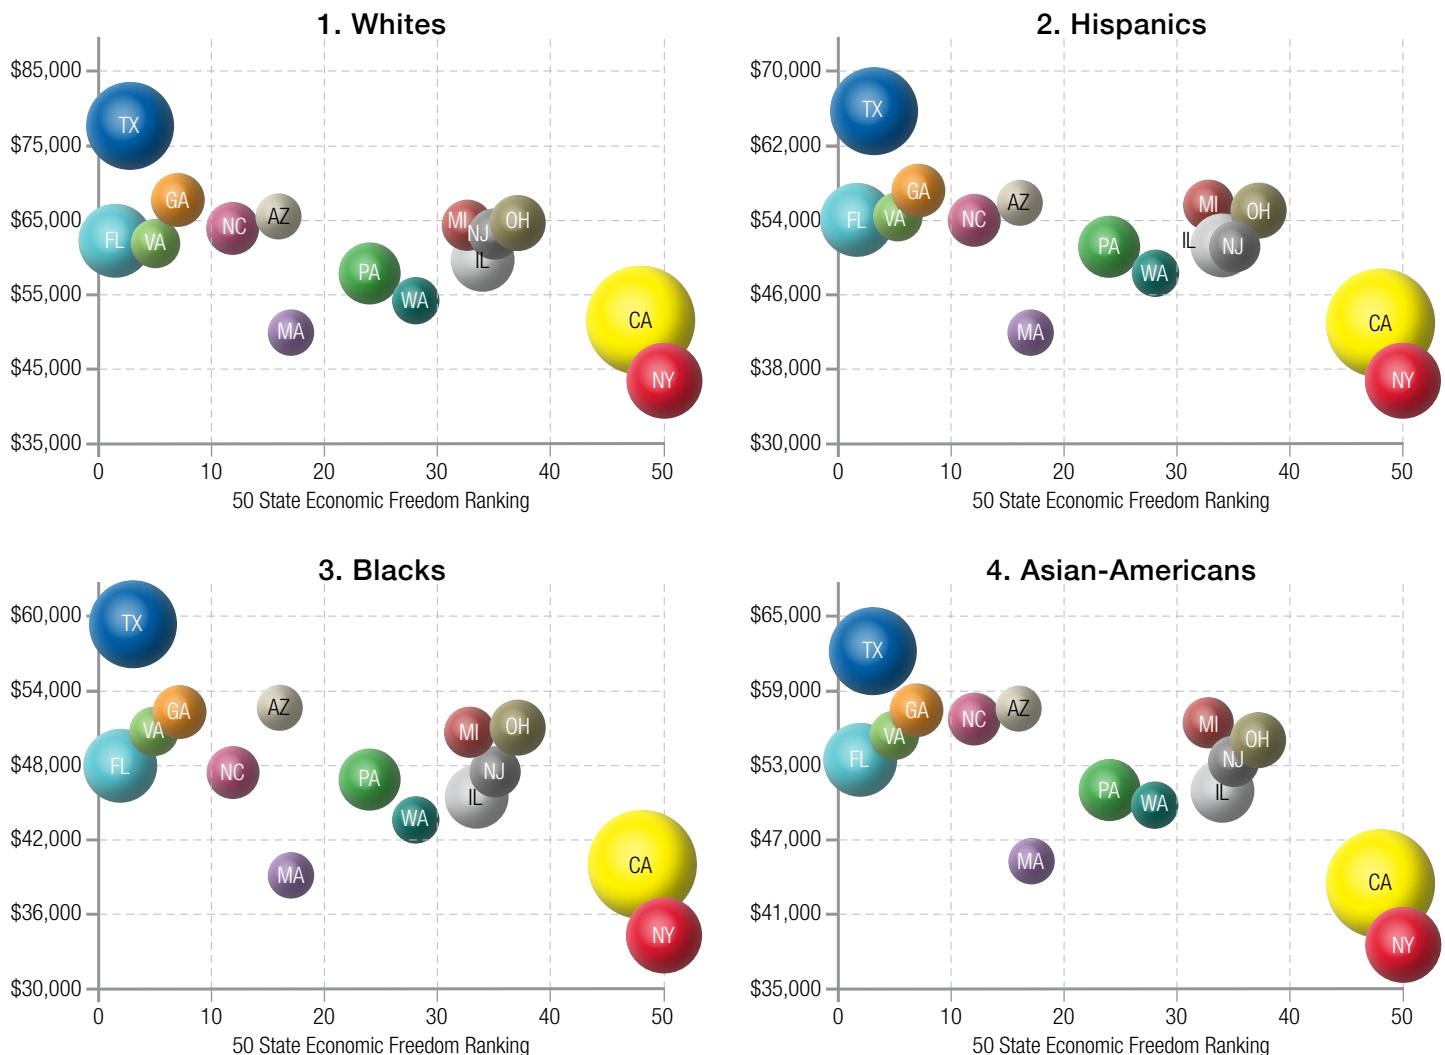 1. Whites
$85,000
$75,000
$65,000
$55,000
$45,000
$35,000
TX
GA
FL
VA
NC
AZ
MA
PA
WA
MI
NJ
OH
IL
CA
NY
0 10 20 30 40 50
50 State Economic Freedom Ranking
2. Hispanics
$70,000
$62,000
$54,000
$46,000
$38,000
$30,000
TX
GA
FL
VA
NC
AZ
MA
PA
WA
MI
OH
IL
NJ
CA
NY
0 10 20 30 40 50
50 State Economic Freedom Ranking
3. Blacks
$60,000
$54,000
$48,000
$42,000
$36,000
$30,000
TX
GA
VA
FL
NC
AZ
MA
PA
WA
MI
OH
NJ
IL
CA
NY
0 10 20 30 40 50
50 State Economic Freedom Ranking
4. Asian-Americans
$65,000
$59,000
$53,000
$47,000
$41,000
$35,000
TX
GA
VA
FL
NC
AZ
MA
PA
WA
MI
OH
NJ
IL
CA
NY
0 10 20 30 40 50
50 State Economic Freedom Ranking